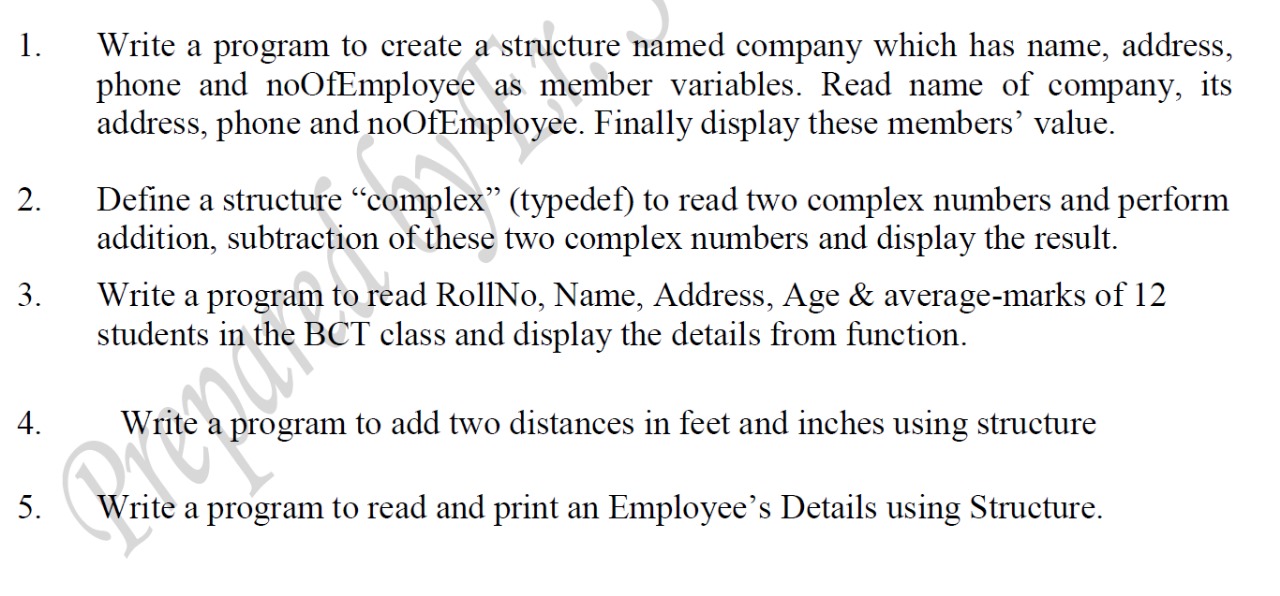 1. Write a program to create a structure named company which has name, address,
phone and noOfEmployee as member variables. Read name of company, its
address, phone and noOfEmployee. Finally display these members’ value.
2. Define a structure “complex” (typedef) to read two complex numbers and perform
addition, subtraction of these two complex numbers and display the result.
3. Write a program to read RollNo, Name, Address, Age & average-marks of 12
students in the BCT class and display the details from function.
4. Write a program to add two distances in feet and inches using structure
5. Write a program to read and print an Employee’s Details using Structure.
Prepared by Er.